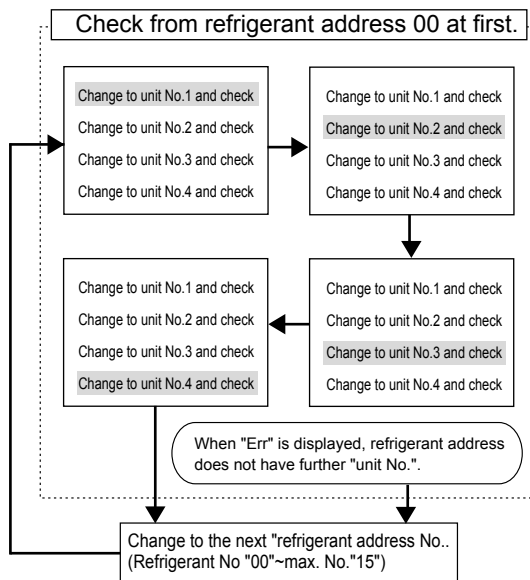 Check from refrigerant address 00 at first.
Change to unit No.1 and check
Change to unit No.2 and check
Change to unit No.3 and check
Change to unit No.4 and check
Change to unit No.1 and check
Change to unit No.2 and check
Change to unit No.3 and check
Change to unit No.4 and check
Change to unit No.1 and check
Change to unit No.2 and check
Change to unit No.3 and check
Change to unit No.4 and check
Change to unit No.1 and check
Change to unit No.2 and check
Change to unit No.3 and check
Change to unit No.4 and check
When "Err" is displayed, refrigerant address
does not have further "unit No.".
Change to the next "refrigerant address No..
(Refrigerant No "00"~max. No."15")